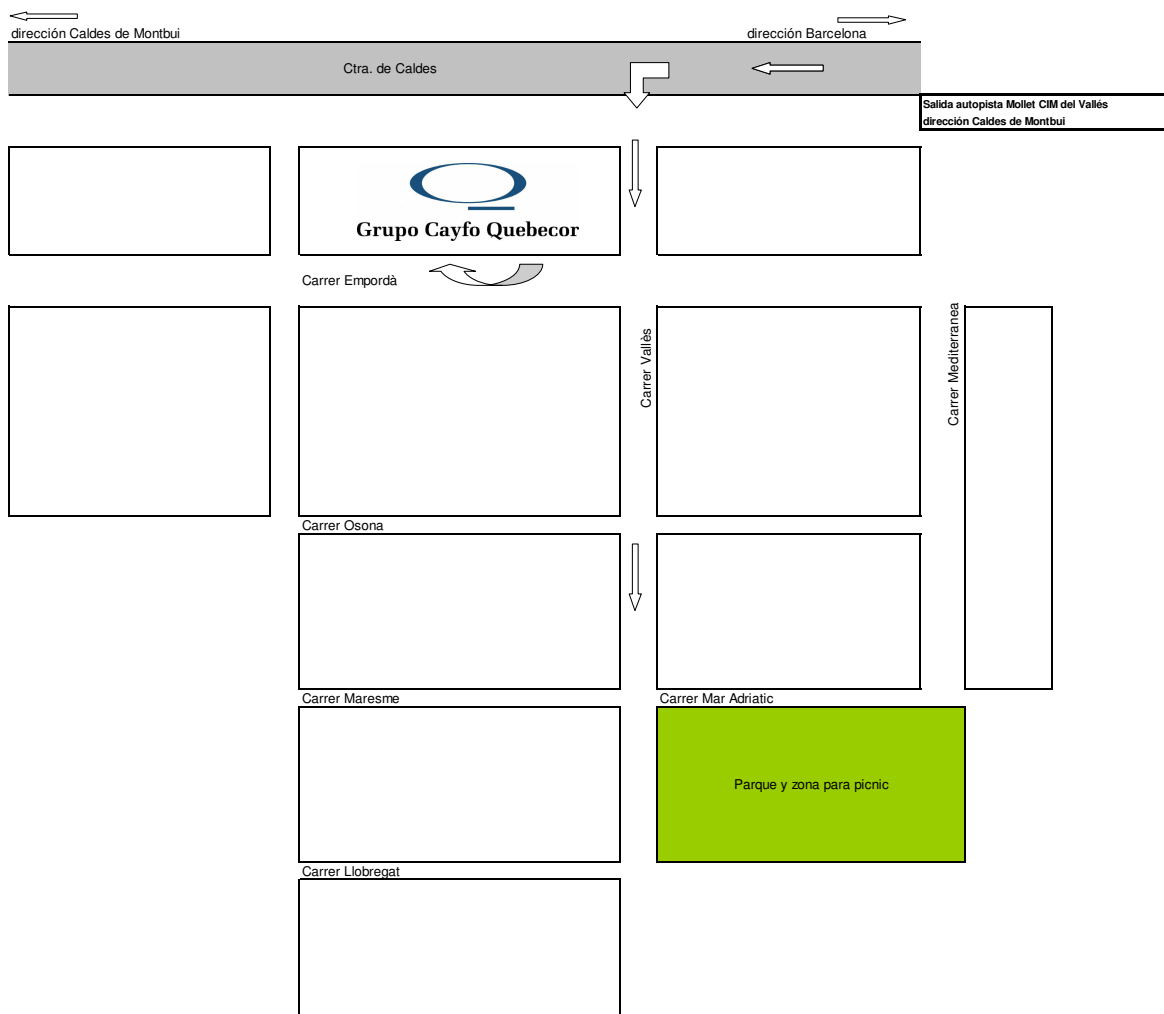 dirección Caldes de Montbui
dirección Barcelona
Ctra. de Caldes
Salida autopista Mollet CIM del Vallés
dirección Caldes de Montbui
Grupo Cayfo Quebecor
Carrer Empordà
Carrer Vallès
Carrer Mediterranea
Carrer Osona
Carrer Maresme
Carrer Mar Adriatic
Parque y zona para picnic
Carrer Llobregat